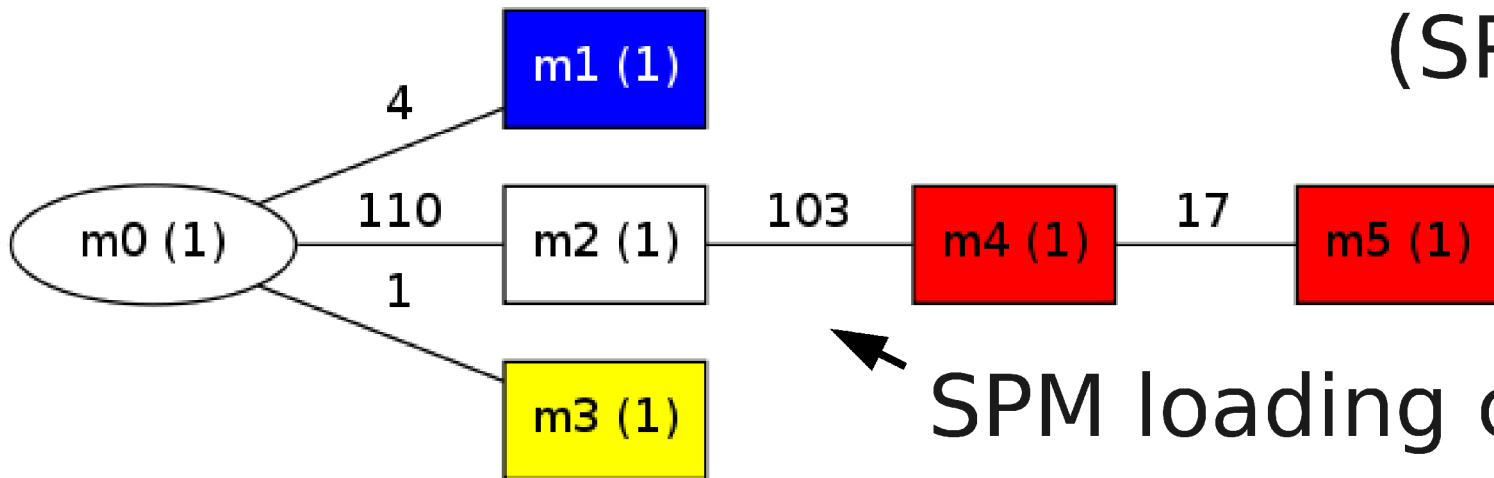 (SP
m1 (1)
4
m0 (1)
110
m2 (1)
103
m4 (1)
17
m5 (1)
1
m3 (1)
SPM loading